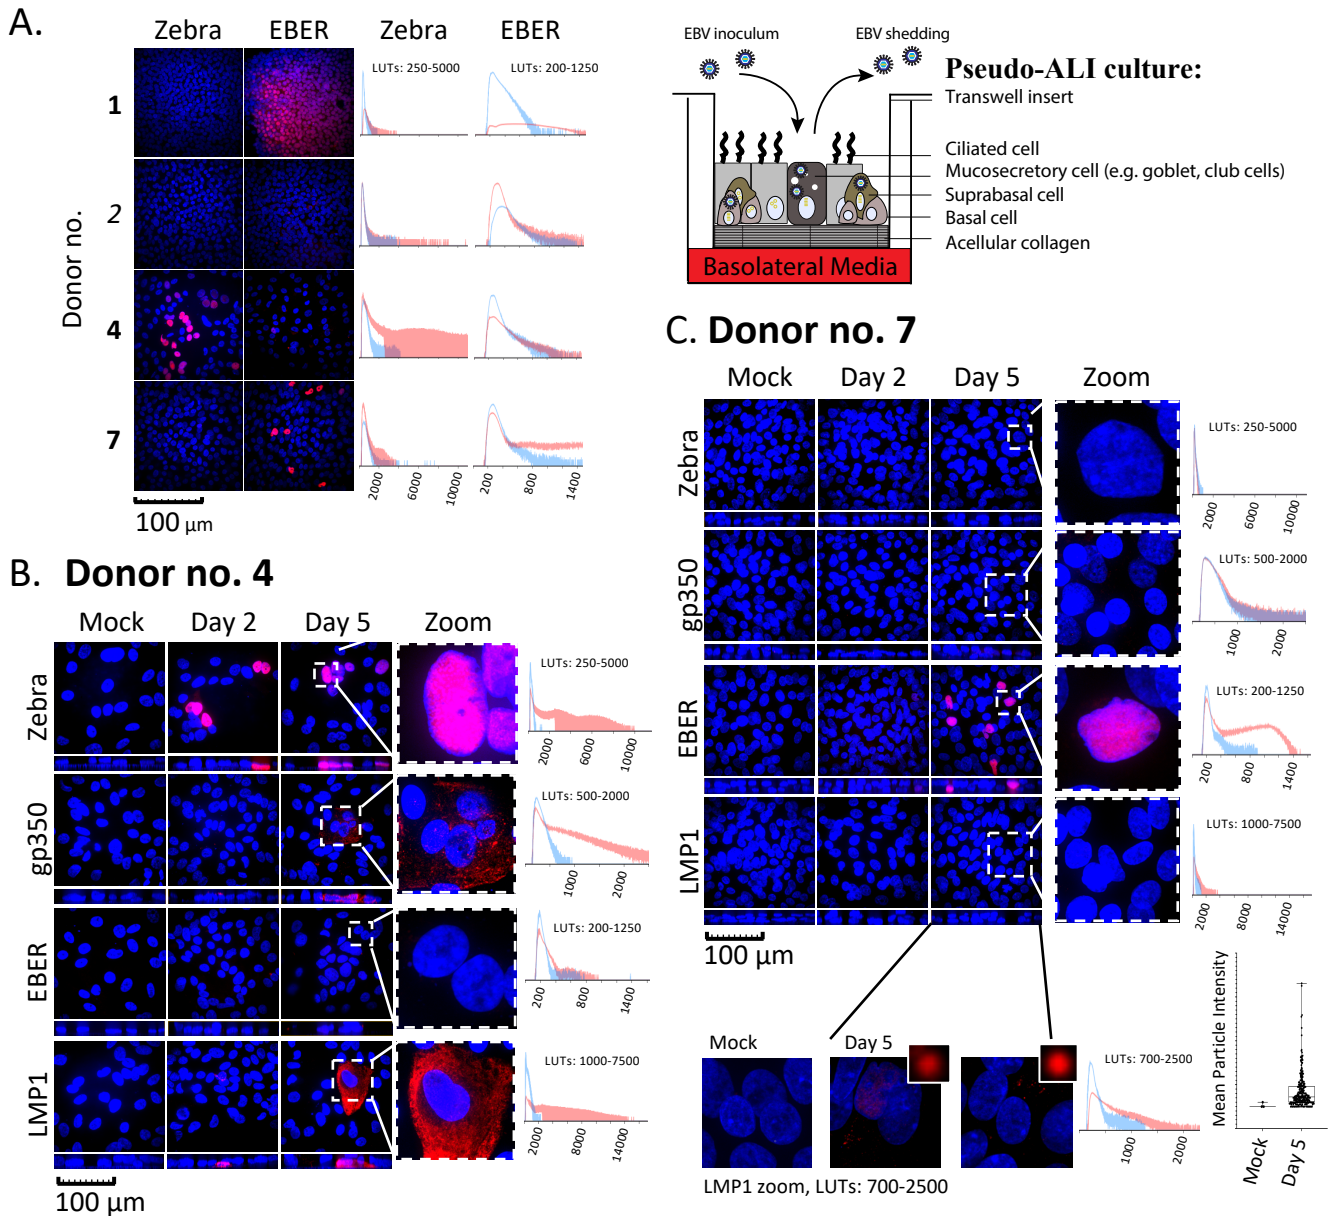 A.
Zebra EBER Zebra EBER
Donor no.
1
2
4
7
LUTs: 250-5000
LUTs: 200-1250
2000 6000 10000
200 800 1400
100 µm
EBV inoculum
EBV shedding
Pseudo-ALI culture:
Transwell insert
Ciliated cell
Mucosecretory cell (e.g. goblet, club cells)
Suprabasal cell
Basal cell
Acellular collagen
Basolateral Media
B. Donor no. 4
Mock Day 2 Day 5 Zoom
Zebra
LUTs: 250-5000
2000 6000 10000
gp350
LUTs: 500-2000
1000 2000
EBER
LUTs: 200-1250
200 800 1400
LMP1
LUTs: 1000-7500
2000 8000 14000
100 µm
C. Donor no. 7
Mock Day 2 Day 5 Zoom
Zebra
LUTs: 250-5000
2000 6000 10000
gp350
LUTs: 500-2000
1000 2000
EBER
LUTs: 200-1250
200 800 1400
LMP1
LUTs: 1000-7500
2000 8000 14000
100 µm
Mock
Day 5
LUTs: 700-2500
1000 2000
LMP1 zoom, LUTs: 700-2500
Mean Particle Intensity
Mock
Day 5